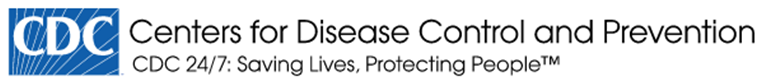 CDC
Centers for Disease Control and Prevention
CDC 24/7: Saving Lives, Protecting People™